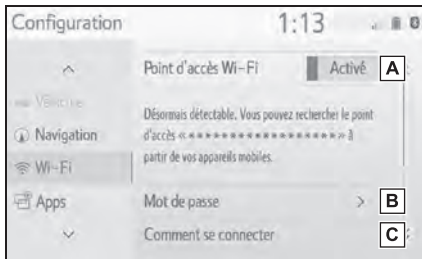 Configuration 1:13
Point d'accès Wi-Fi Activé A
Véhicule
Désormais détectable. Vous pouvez rechercher le point
Navigation d'accès « ******************* » à
Wi-Fi partir de vos appareils mobiles.
Apps Mot de passe > B
Comment se connecter C